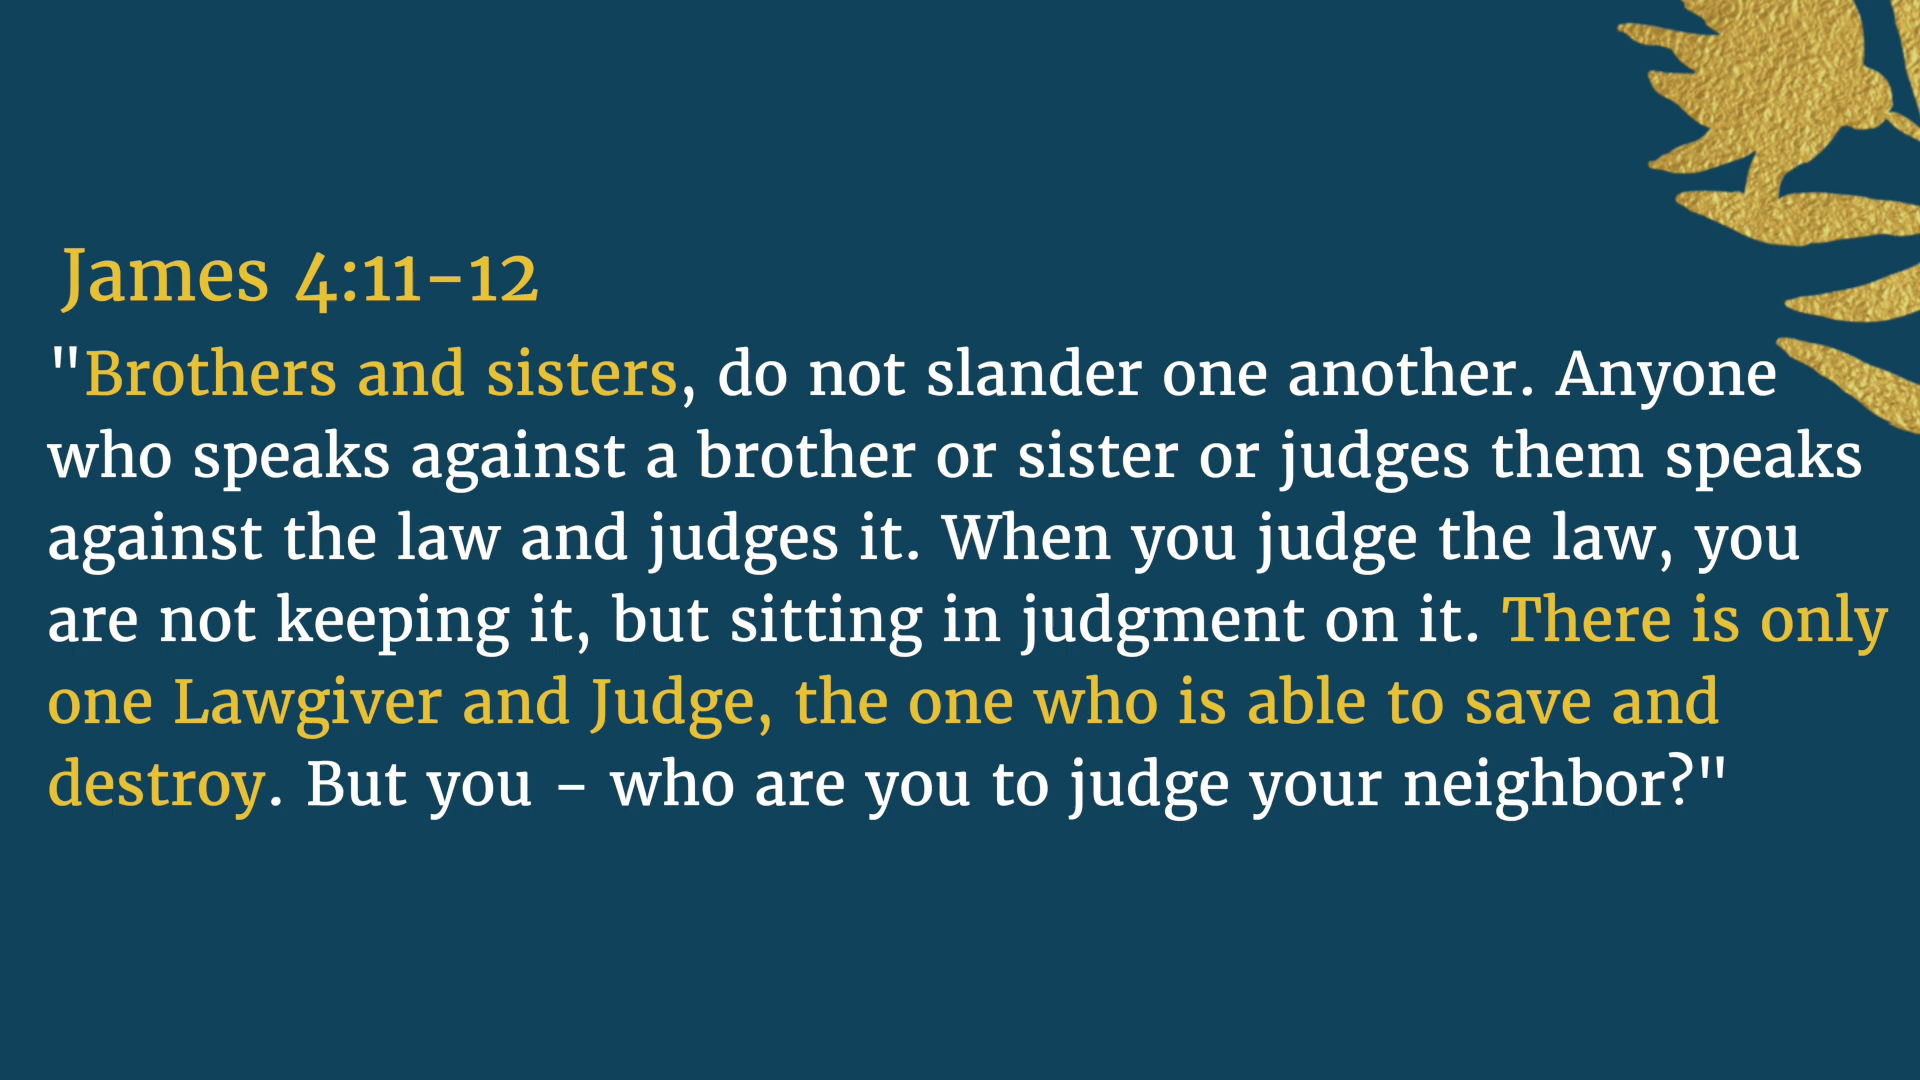 James 4:11-12
"Brothers and sisters, do not slander one another. Anyone
who speaks against a brother or sister or judges them speaks
against the law and judges it. When you judge the law, you
are not keeping it, but sitting in judgment on it. There is only
one Lawgiver and Judge, the one who is able to save and
destroy. But you – who are you to judge your neighbor?"